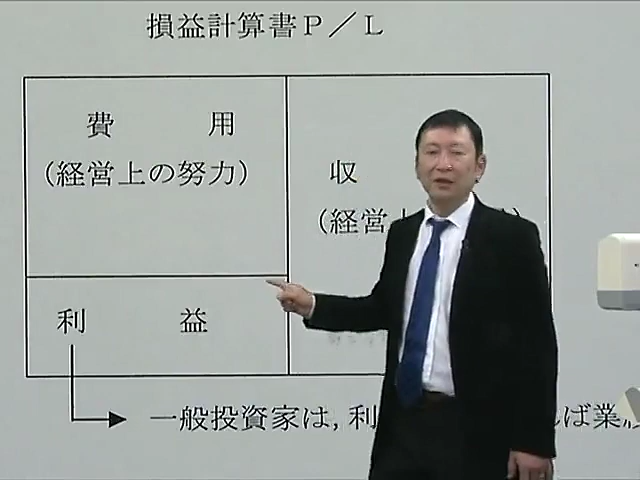 損益計算書P/L
費用
(経営上の努力)
収
(経営上
利益
一般投資家は,利 ば業